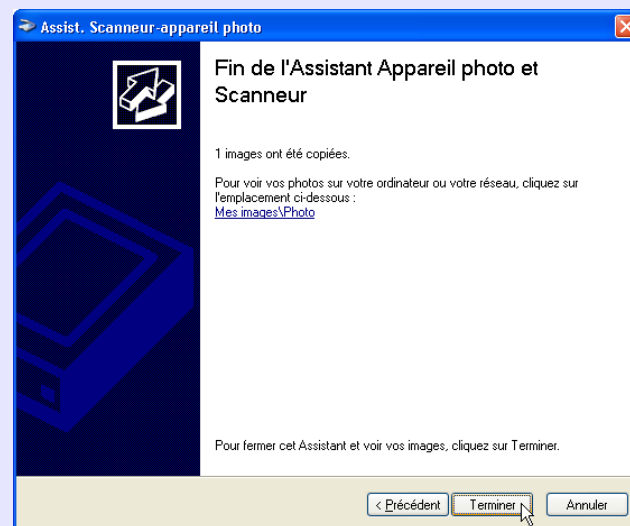 Assist. Scanneur-appareil photo
Fin de l'Assistant Appareil photo et
Scanneur
1 images ont été copiées.
Pour voir vos photos sur votre ordinateur ou votre réseau, cliquez sur
l'emplacement ci-dessous :
Mes images\Photo
Pour fermer cet Assistant et voir vos images, cliquez sur Terminer.
< Précédent Terminer Annuler